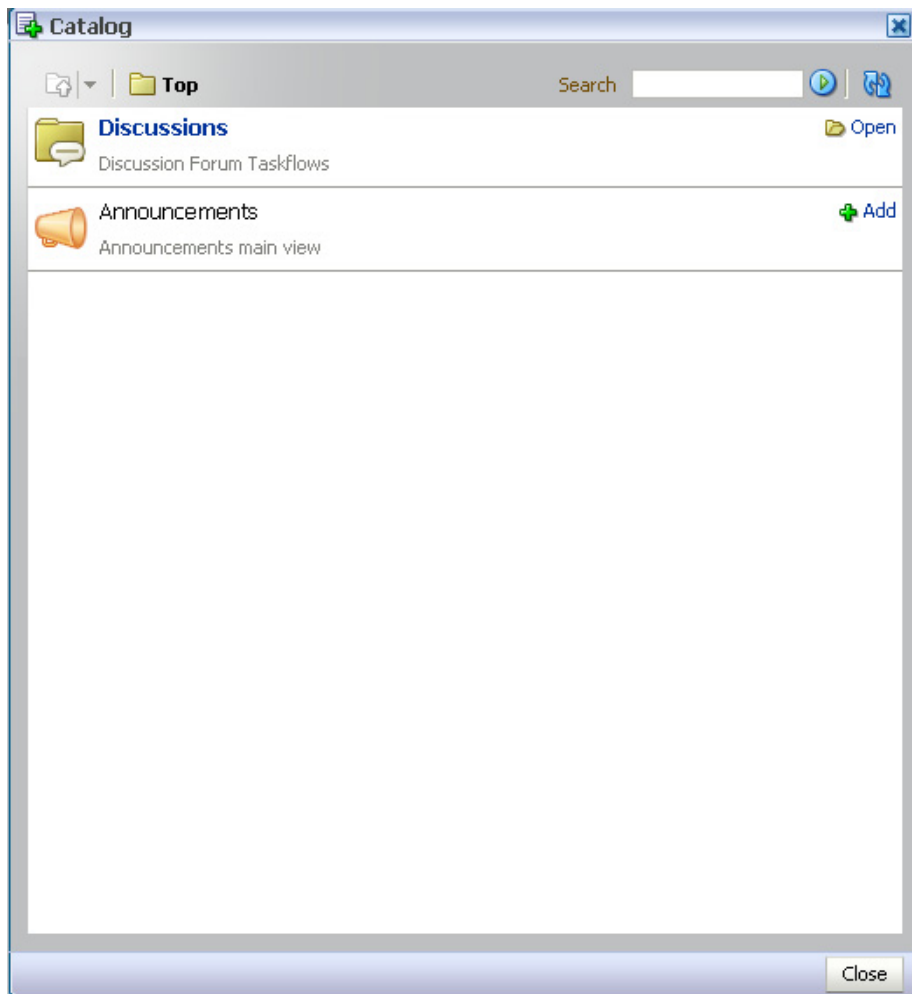 Catalog
Top Search
Discussions Open
Discussion Forum Taskflows
Announcements Add
Announcements main view
Close